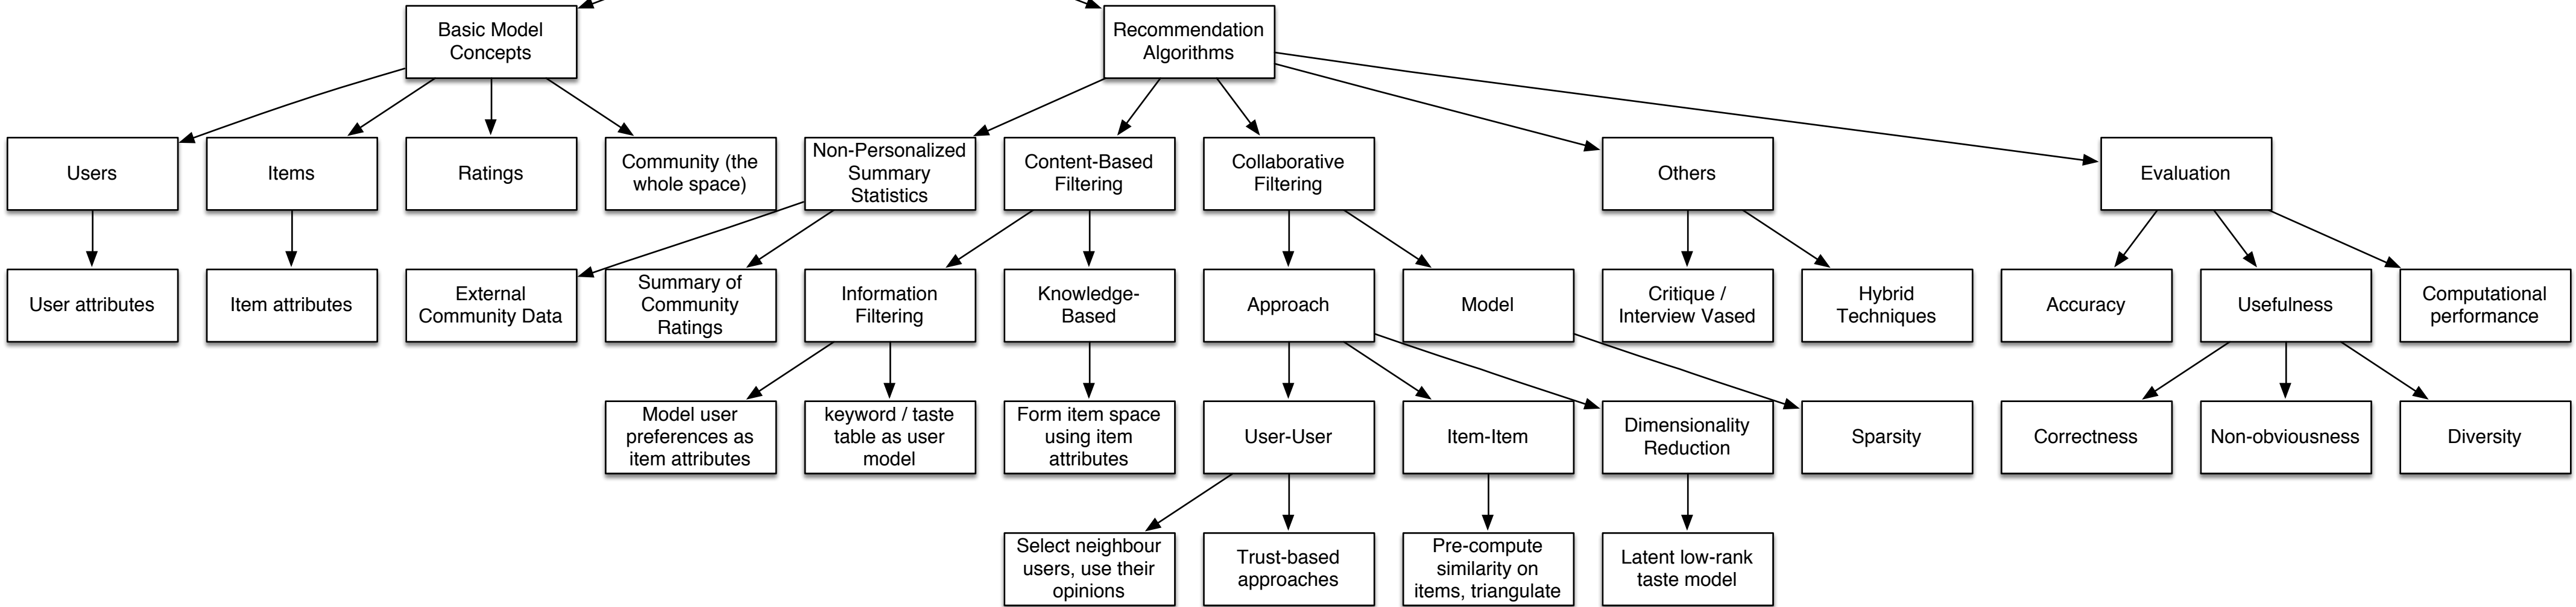 Basic Model
Concepts
Recommendation
Algorithms
Users
Items
Ratings
Community (the
whole space)
Non-Personalized
Summary
Statistics
Content-Based
Filtering
Collaborative
Filtering
Others
Evaluation
User attributes
Item attributes
External
Community Data
Summary of
Community
Ratings
Information
Filtering
Knowledge-
Based
Approach
Model
Critique /
Interview Vased
Hybrid
Techniques
Accuracy
Usefulness
Computational
performance
Model user
preferences as
item attributes
keyword / taste
table as user
model
Form item space
using item
attributes
User-User
Item-Item
Dimensionality
Reduction
Sparsity
Correctness
Non-obviousness
Diversity
Select neighbour
users, use their
opinions
Trust-based
approaches
Pre-compute
similarity on
items, triangulate
Latent low-rank
taste model